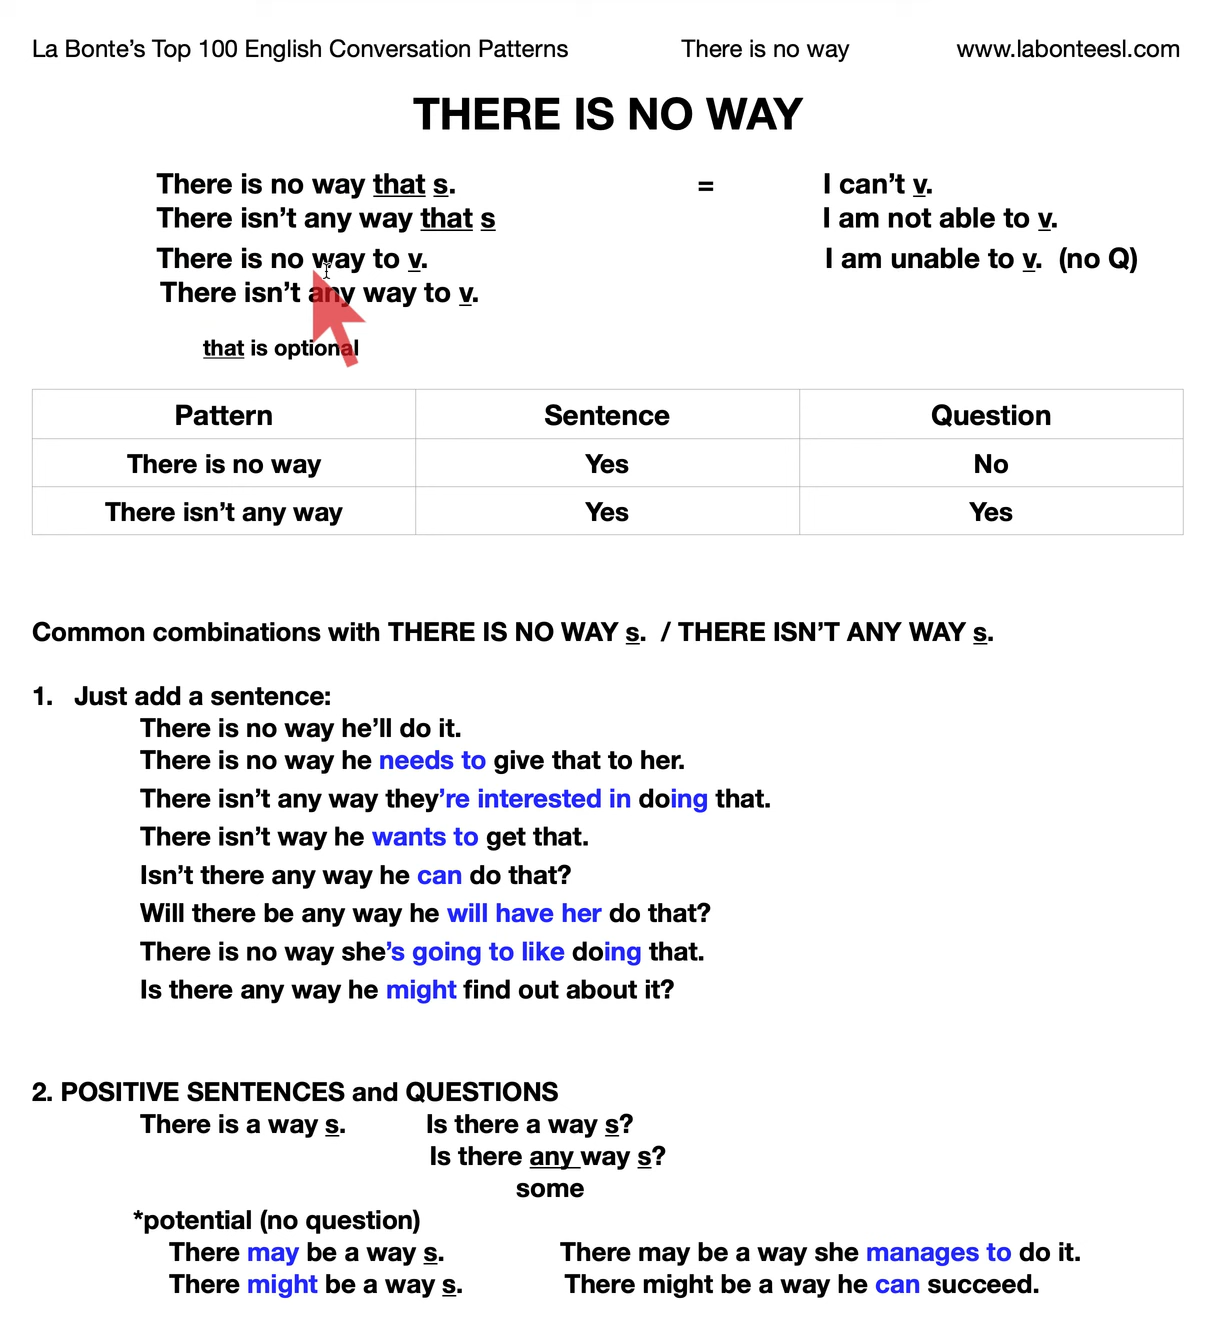 La Bonte’s Top 100 English Conversation Patterns There is no way www.labonteesl.com
THERE IS NO WAY
There is no way that s. = I can’t v.
There isn’t any way that s I am not able to v.
There is no way to v. I am unable to v. (no Q)
There isn’t any way to v.
that is optional
Pattern Sentence Question
There is no way Yes No
There isn’t any way Yes Yes
Common combinations with THERE IS NO WAY s. / THERE ISN’T ANY WAY s.
1. Just add a sentence:
There is no way he’ll do it.
There is no way he needs to give that to her.
There isn’t any way they’re interested in doing that.
There isn’t way he wants to get that.
Isn’t there any way he can do that?
Will there be any way he will have her do that?
There is no way she’s going to like doing that.
Is there any way he might find out about it?
2. POSITIVE SENTENCES and QUESTIONS
There is a way s. Is there a way s?
Is there any way s?
some
*potential (no question)
There may be a way s. There may be a way she manages to do it.
There might be a way s. There might be a way he can succeed.